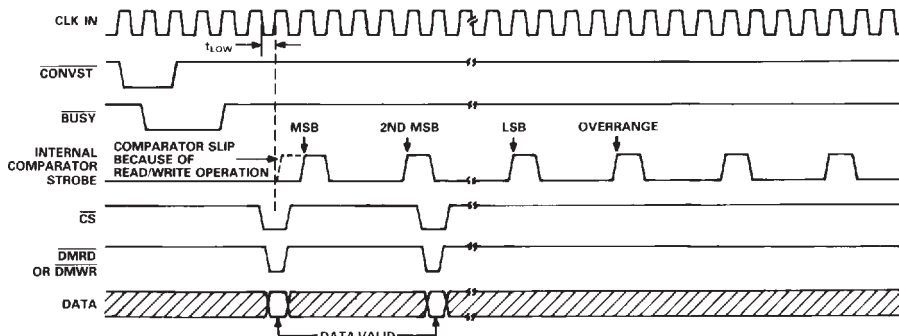 CLK IN
tLOW
CONVST
BUSY
MSB
2ND MSB
LSB
OVERRANGE
COMPARATOR SLIP
BECAUSE OF
READ/WRITE OPERATION
INTERNAL
COMPARATOR
STROBE
CS
DMRD
OR DMWR
DATA
DATA VALID